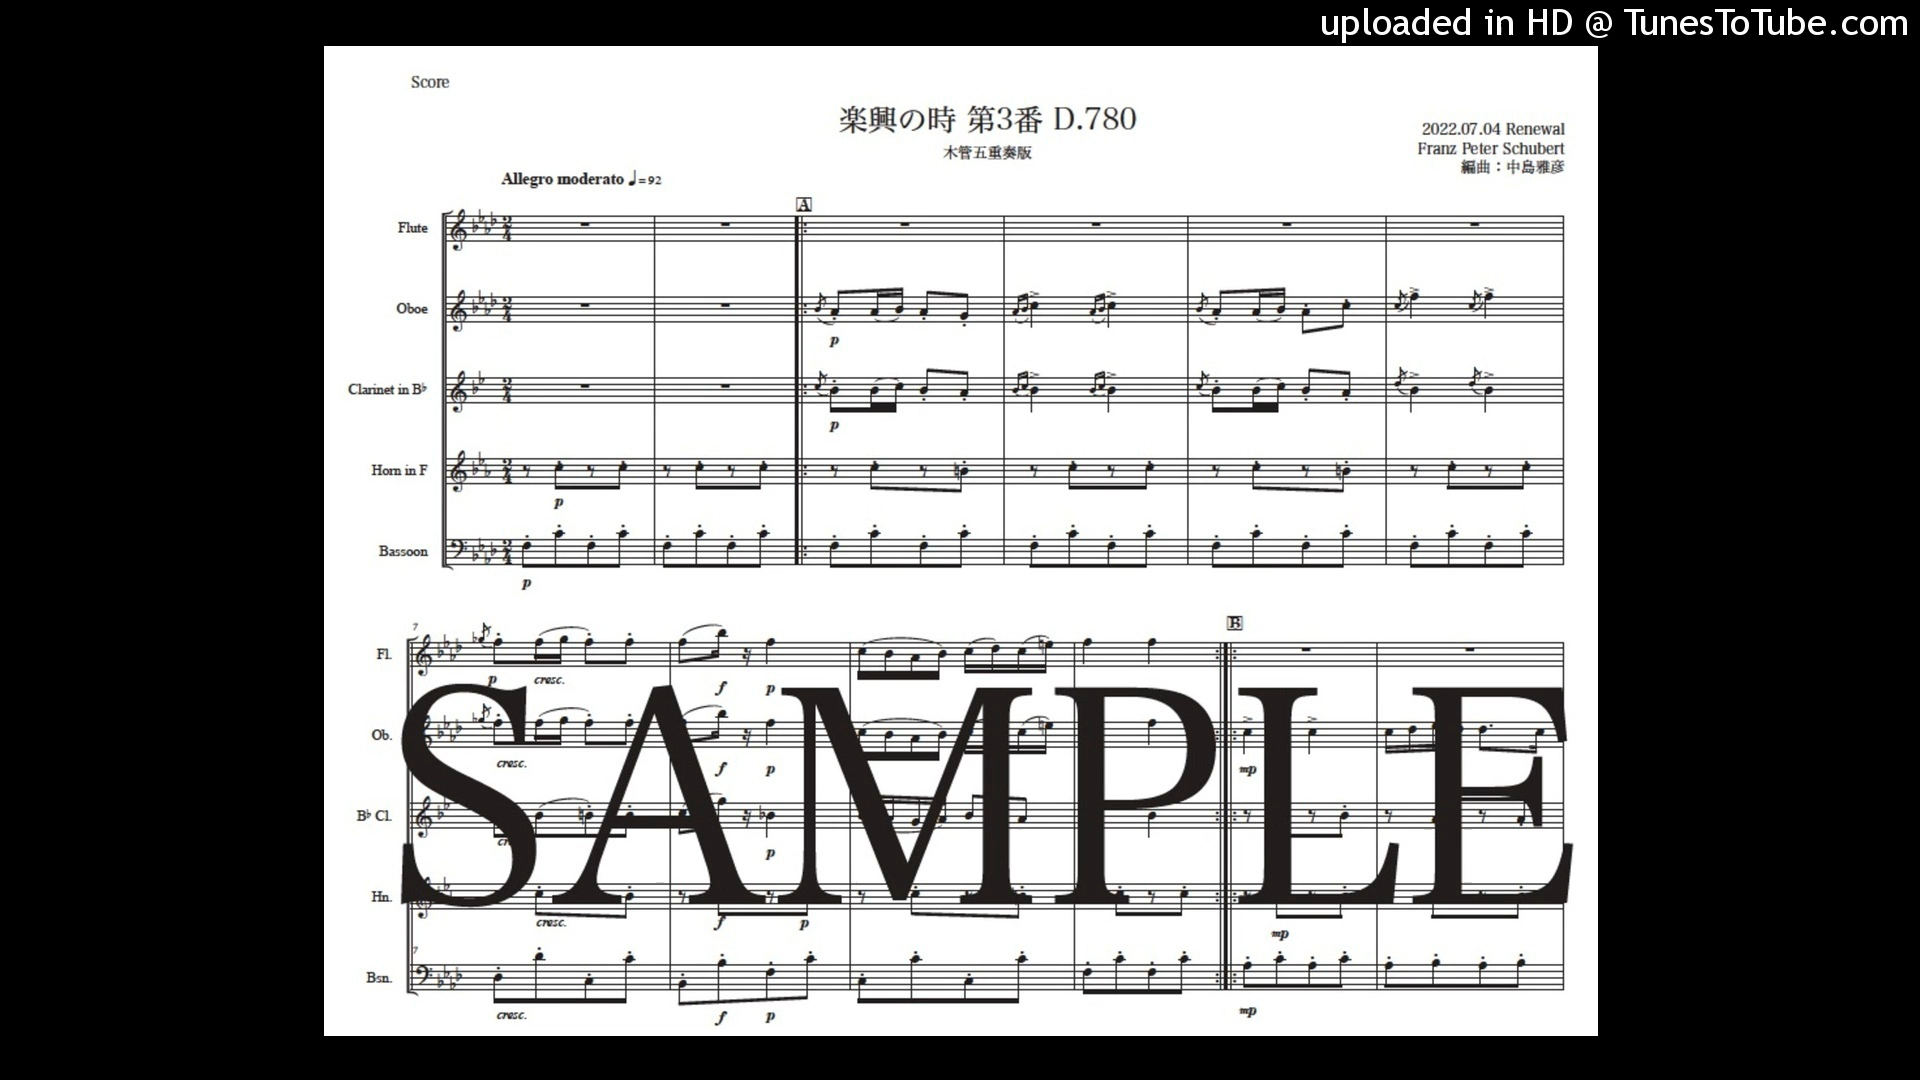 uploaded in HD @ TunesToTube.com
Score
楽興の時 第3番 D.780
木管五重奏版
2022.07.04 Renewal
Franz Peter Schubert
編曲：中島雅彦
Allegro moderato ♩=92
A
Flute
Oboe
p
Clarinet in B♭
p
Horn in F
p
Bassoon
p
7
B
Fl.
p cresc. f p
Ob.
cresc. f p mp
B♭ Cl.
p
Hn.
cresc. f p mp
7
Bsn.
cresc. f p mp
SAMPLE